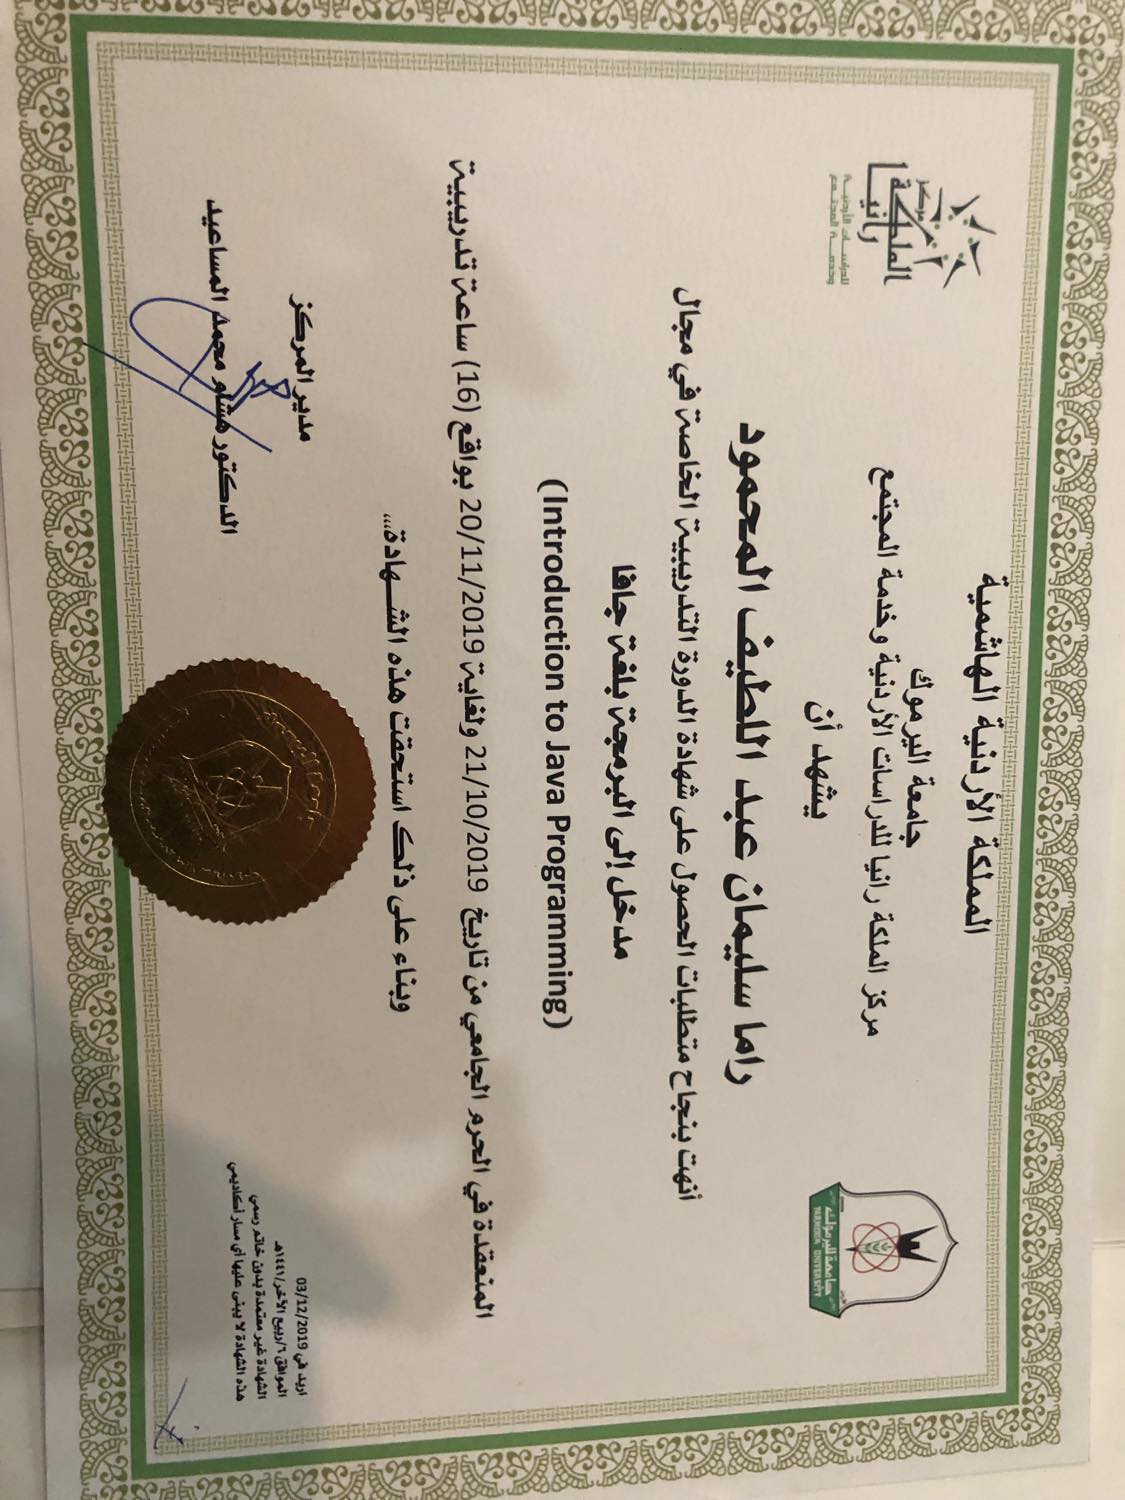 المملكة الأردنية الهاشمية
جامعة اليرموك
مركز الملكة رانيا للدراسات الأردنية وخدمة المجتمع
مركز
الملكة
رانيا
للدراسات الأردنية
وخدمة المجتمع
جامعة اليرموك
YARMOUK UNIVERSITY
يشهد أن
راما سليمان عبد اللطيف المحمود
أنهت بنجاح متطلبات الحصول على شهادة الدورة التدريبية الخاصة في مجال
مدخل إلى البرمجة بلغة جافا
(Introduction to Java Programming)
المنعقدة في الحرم الجامعي من تاريخ 21/10/2019 ولغاية 20/11/2019 بواقع (16) ساعة تدريبية
وبناء على ذلك استحقت هذه الشهادة،،،
مدير المركز
الدكتور محمد المساعيد
اربد في 03/12/2019
الموافق ٦/ربيع الآخر/١٤٤١هـ
الشهادة غير معتمدة بدون خاتم رسمي
هذه الشهادة لا يبنى عليها أي مسار أكاديمي